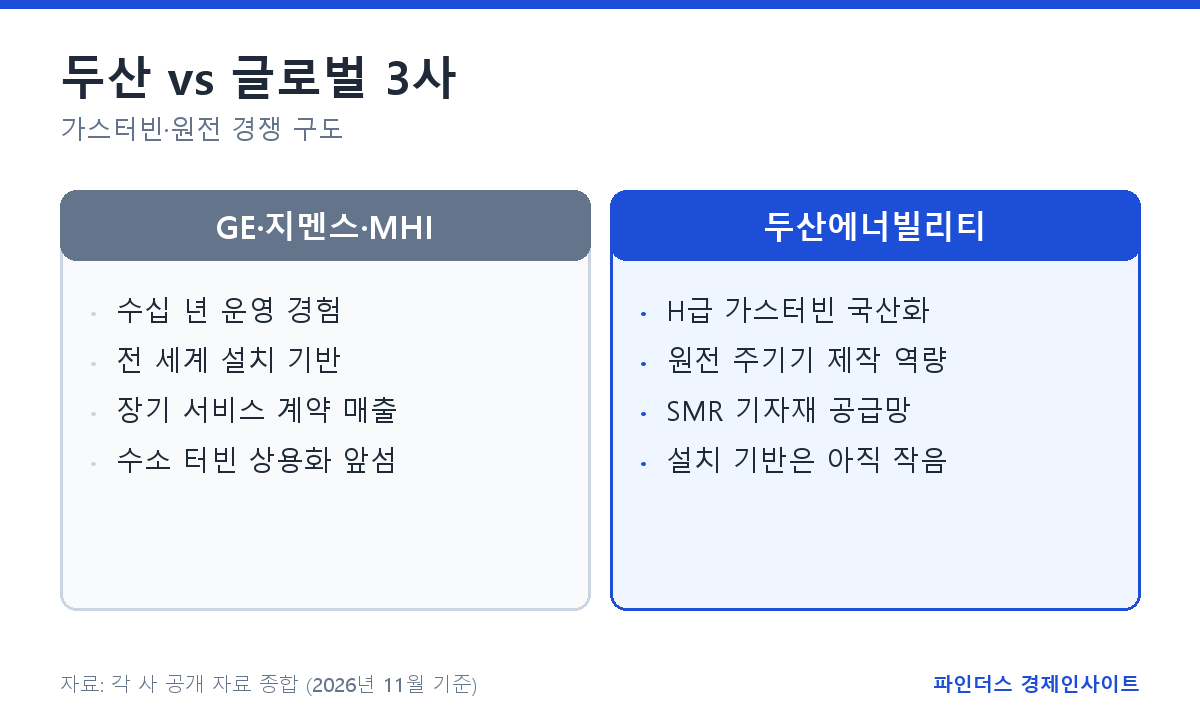 두산 vs 글로벌 3사
가스터빈·원전 경쟁 구도
GE·지멘스·MHI
· 수십 년 운영 경험
· 전 세계 설치 기반
· 장기 서비스 계약 매출
· 수소 터빈 상용화 앞섬
두산에너빌리티
· H급 가스터빈 국산화
· 원전 주기기 제작 역량
· SMR 기자재 공급망
· 설치 기반은 아직 작음
자료: 각 사 공개 자료 종합 (2026년 11월 기준)
파인더스 경제인사이트